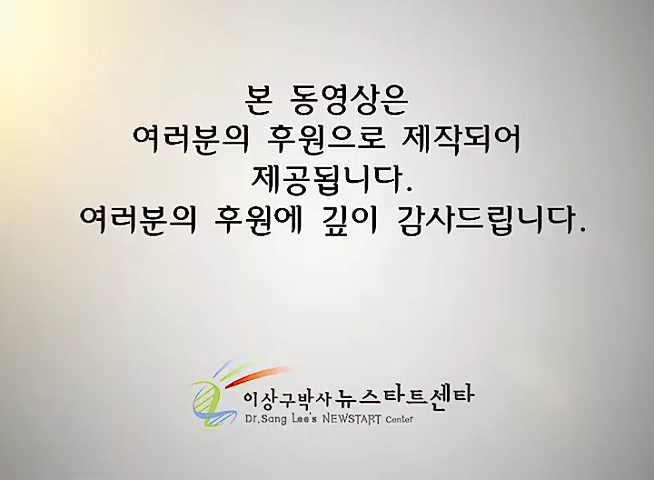 본 동영상은
여러분의 후원으로 제작되어
제공됩니다.
여러분의 후원에 깊이 감사드립니다.
이상구박사 뉴스타트센타
Dr.Sang Lee's NEWSTART Center